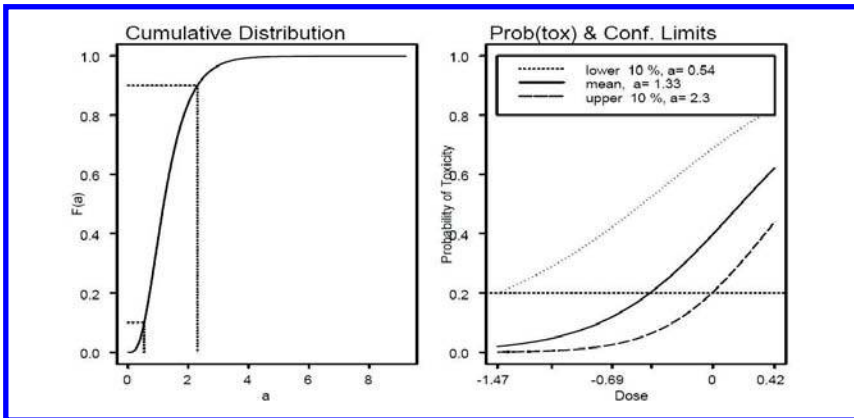 Cumulative Distribution
1.0
0.8
0.6
0.4
0.2
0.0
F(a)
0 2 4 6 8
a
Prob(tox) & Conf. Limits
lower 10 %, a= 0.54
mean, a= 1.33
upper 10 %, a= 2.3
1.0
0.8
0.6
0.4
0.2
0.0
Probability of Toxicity
-1.47 -0.69 0 0.42
Dose